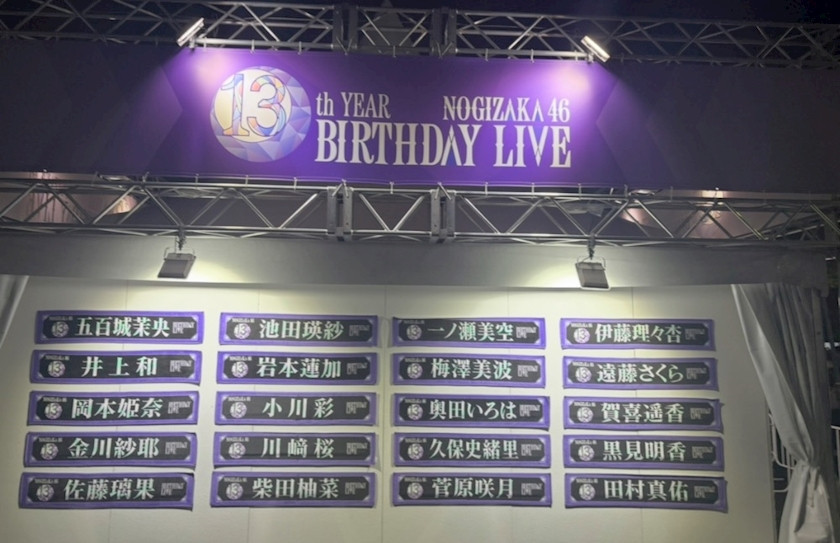 13 th YEAR NOGIZAKA 46
BIRTHDAY LIVE
五百城茉央 池田瑛紗 一ノ瀬美空 伊藤理々杏
井上和 岩本蓮加 梅澤美波 遠藤さくら
岡本姫奈 小川彩 奥田いろは 賀喜遥香
金川紗耶 川﨑桜 久保史緒里 黒見明香
佐藤璃果 柴田柚菜 菅原咲月 田村真佑